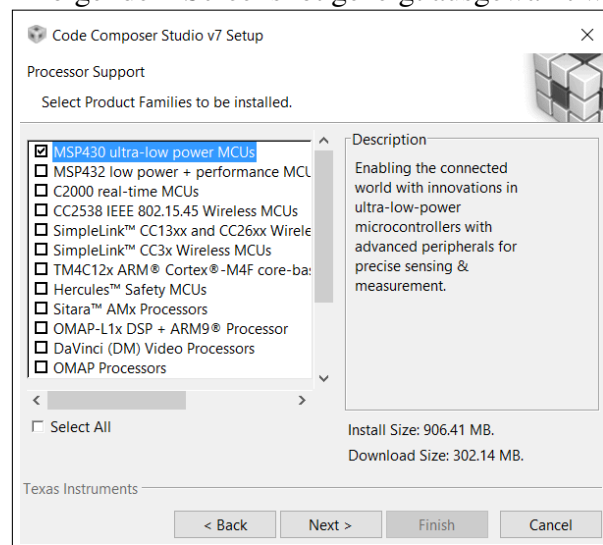 Code Composer Studio v7 Setup
Processor Support
Select Product Families to be installed.
MSP430 ultra-low power MCUs
MSP432 low power + performance MCU
C2000 real-time MCUs
CC2538 IEEE 802.15.45 Wireless MCUs
SimpleLink™ CC13xx and CC26xx Wirele
SimpleLink™ CC3x Wireless MCUs
TM4C12x ARM® Cortex®-M4F core-ba
Hercules™ Safety MCUs
Sitara™ AMx Processors
OMAP-L1x DSP + ARM9® Processor
DaVinci (DM) Video Processors
OMAP Processors
Select All
Description
Enabling the connected
world with innovations in
ultra-low-power
microcontrollers with
advanced peripherals for
precise sensing &
measurement.
Install Size: 906.41 MB.
Download Size: 302.14 MB.
Texas Instruments
< Back
Next >
Finish
Cancel